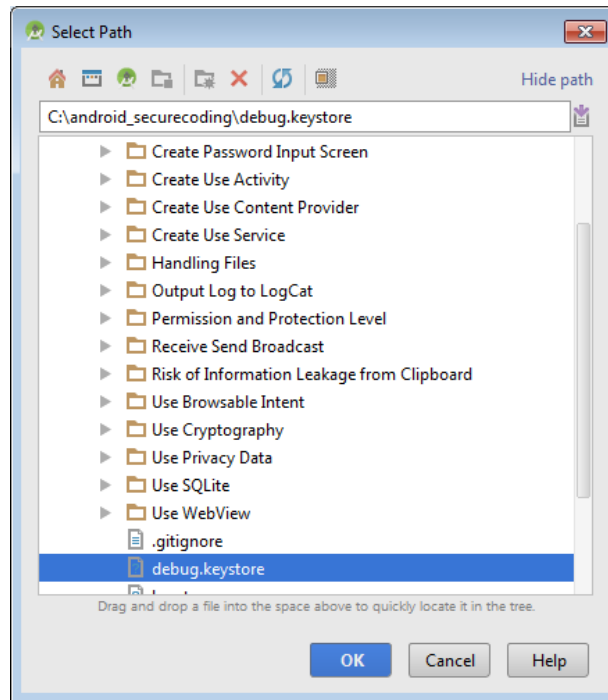 Select Path
Hide path
C:\android_securecoding\debug.keystore
Create Password Input Screen
Create Use Activity
Create Use Content Provider
Create Use Service
Handling Files
Output Log to LogCat
Permission and Protection Level
Receive Send Broadcast
Risk of Information Leakage from Clipboard
Use Browsable Intent
Use Cryptography
Use Privacy Data
Use SQLite
Use WebView
.gitignore
debug.keystore
Drag and drop a file into the space above to quickly locate it in the tree.
OK Cancel Help